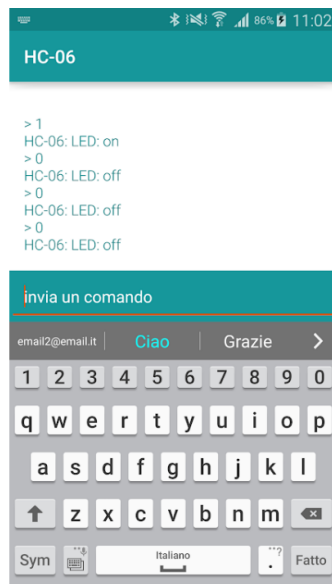 86% 11:02
HC-06
> 1
HC-06: LED: on
> 0
HC-06: LED: off
> 0
HC-06: LED: off
> 0
HC-06: LED: off
invia un comando
email2@email.it Ciao Grazie >
1 2 3 4 5 6 7 8 9 0
q w e r t y u i o p
a s d f g h j k l
z x c v b n m
Sym Italiano . ,,? Fatto